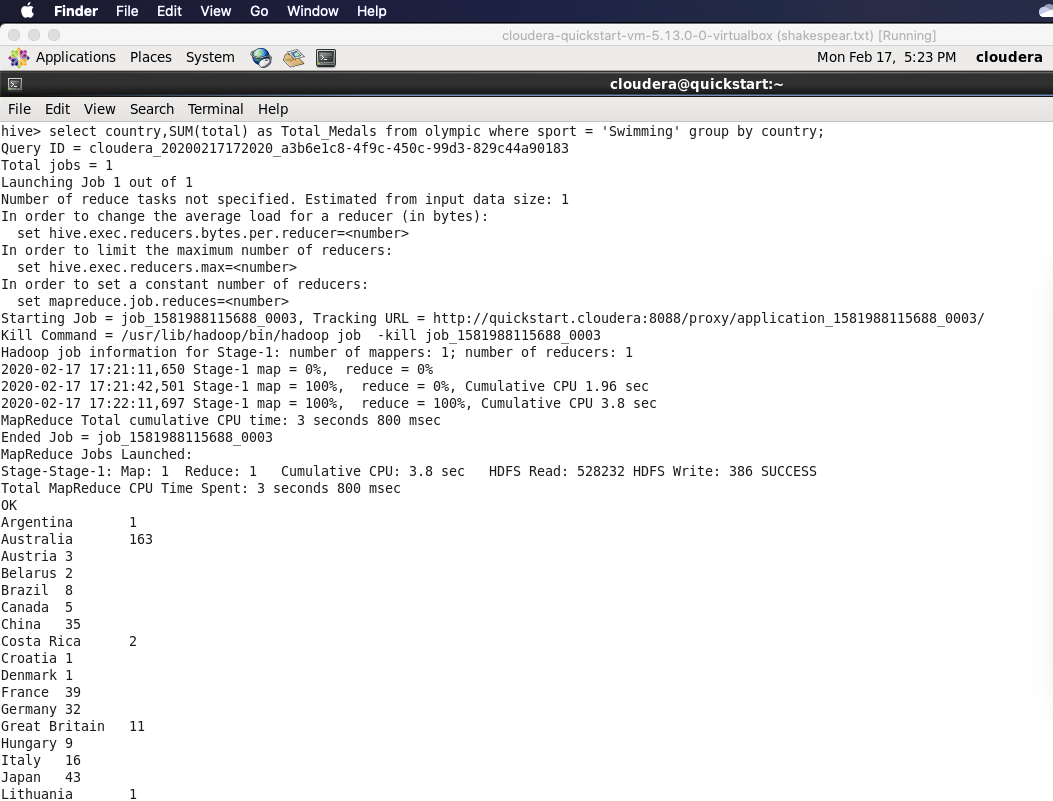 Finder File Edit View Go Window Help
cloudera-quickstart-vm-5.13.0-0-virtualbox (shakespear.txt) [Running]
Applications Places System Mon Feb 17, 5:23 PM cloudera
cloudera@quickstart:~
File Edit View Search Terminal Help
hive> select country,SUM(total) as Total_Medals from olympic where sport = 'Swimming' group by country;
Query ID = cloudera_20200217172020_a3b6e1c8-4f9c-450c-99d3-829c44a90183
Total jobs = 1
Launching Job 1 out of 1
Number of reduce tasks not specified. Estimated from input data size: 1
In order to change the average load for a reducer (in bytes):
  set hive.exec.reducers.bytes.per.reducer=<number>
In order to limit the maximum number of reducers:
  set hive.exec.reducers.max=<number>
In order to set a constant number of reducers:
  set mapreduce.job.reduces=<number>
Starting Job = job_1581988115688_0003, Tracking URL = http://quickstart.cloudera:8088/proxy/application_1581988115688_0003/
Kill Command = /usr/lib/hadoop/bin/hadoop job  -kill job_1581988115688_0003
Hadoop job information for Stage-1: number of mappers: 1; number of reducers: 1
2020-02-17 17:21:11,650 Stage-1 map = 0%,  reduce = 0%
2020-02-17 17:21:42,501 Stage-1 map = 100%,  reduce = 0%, Cumulative CPU 1.96 sec
2020-02-17 17:22:11,697 Stage-1 map = 100%,  reduce = 100%, Cumulative CPU 3.8 sec
MapReduce Total cumulative CPU time: 3 seconds 800 msec
Ended Job = job_1581988115688_0003
MapReduce Jobs Launched:
Stage-Stage-1: Map: 1  Reduce: 1   Cumulative CPU: 3.8 sec   HDFS Read: 528232 HDFS Write: 386 SUCCESS
Total MapReduce CPU Time Spent: 3 seconds 800 msec
OK
Argentina 1
Australia 163
Austria 3
Belarus 2
Brazil 8
Canada 5
China 35
Costa Rica 2
Croatia 1
Denmark 1
France 39
Germany 32
Great Britain 11
Hungary 9
Italy 16
Japan 43
Lithuania 1